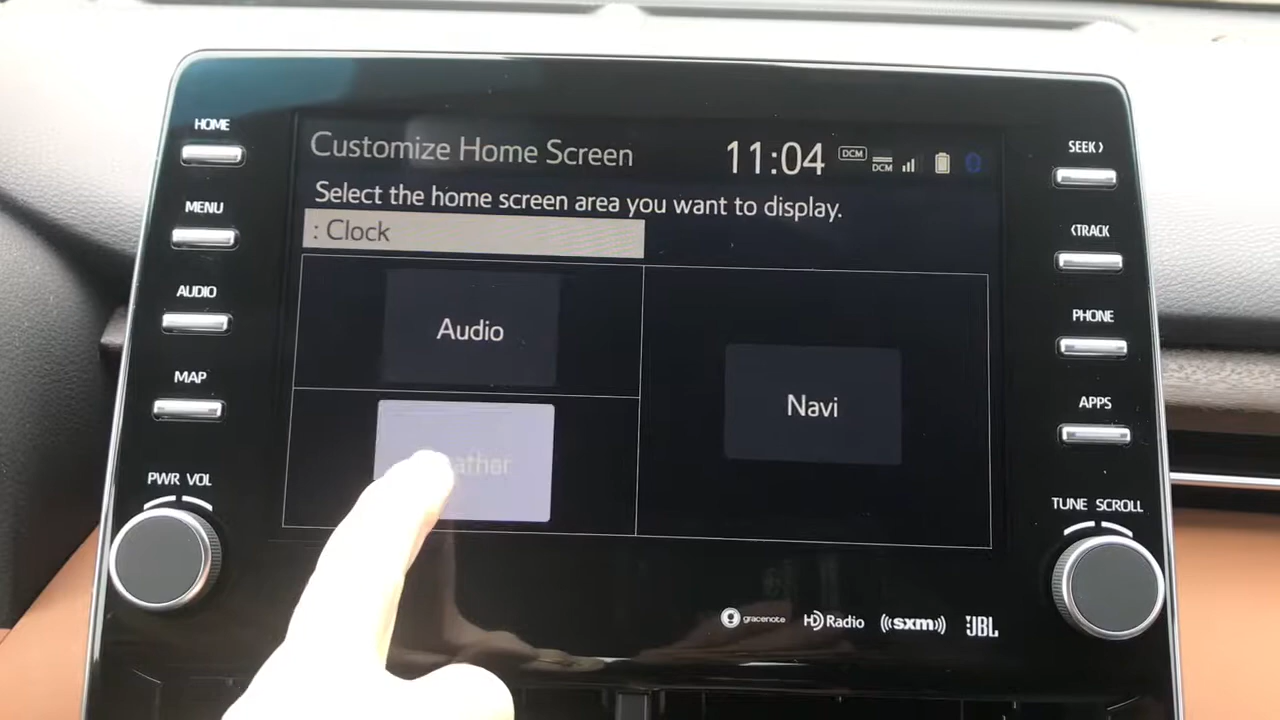 HOME
MENU
AUDIO
MAP
PWR VOL
Customize Home Screen
11:04
DCM
DCM
Select the home screen area you want to display.
: Clock
Audio
Navi
SEEK >
< TRACK
PHONE
APPS
TUNE SCROLL
gracenote
HD Radio
((sxm))
JBL